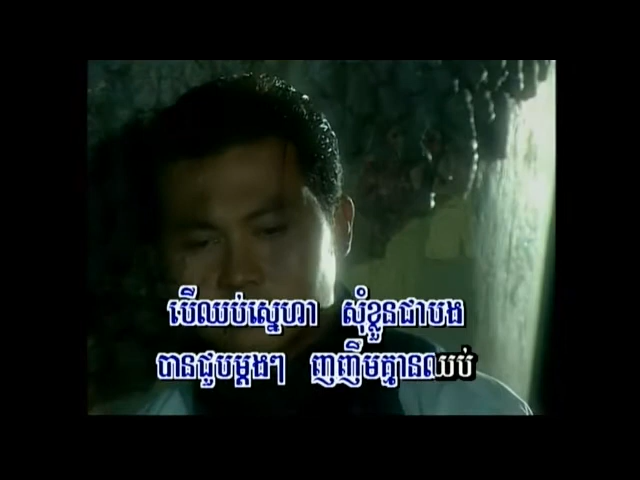 បើឈប់ស្នេហា សុំខ្លួនជាបង
បានជួបម្ដងៗ ញញឹមគ្មានឈប់